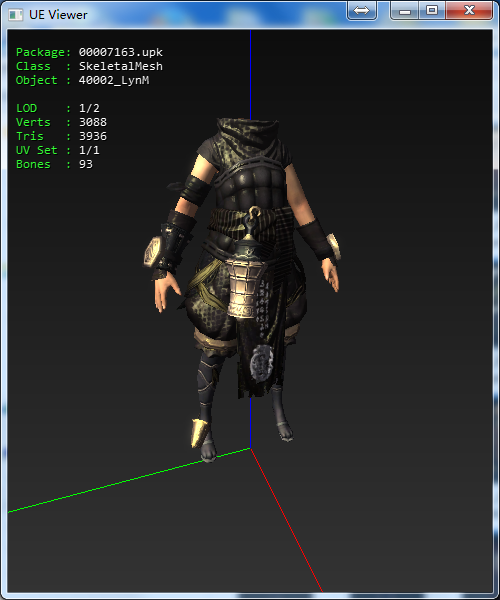 UE Viewer
Package: 00007163.upk
Class : SkeletalMesh
Object : 40002_LynM
LOD : 1/2
Verts : 3088
Tris : 3936
UV Set : 1/1
Bones : 93